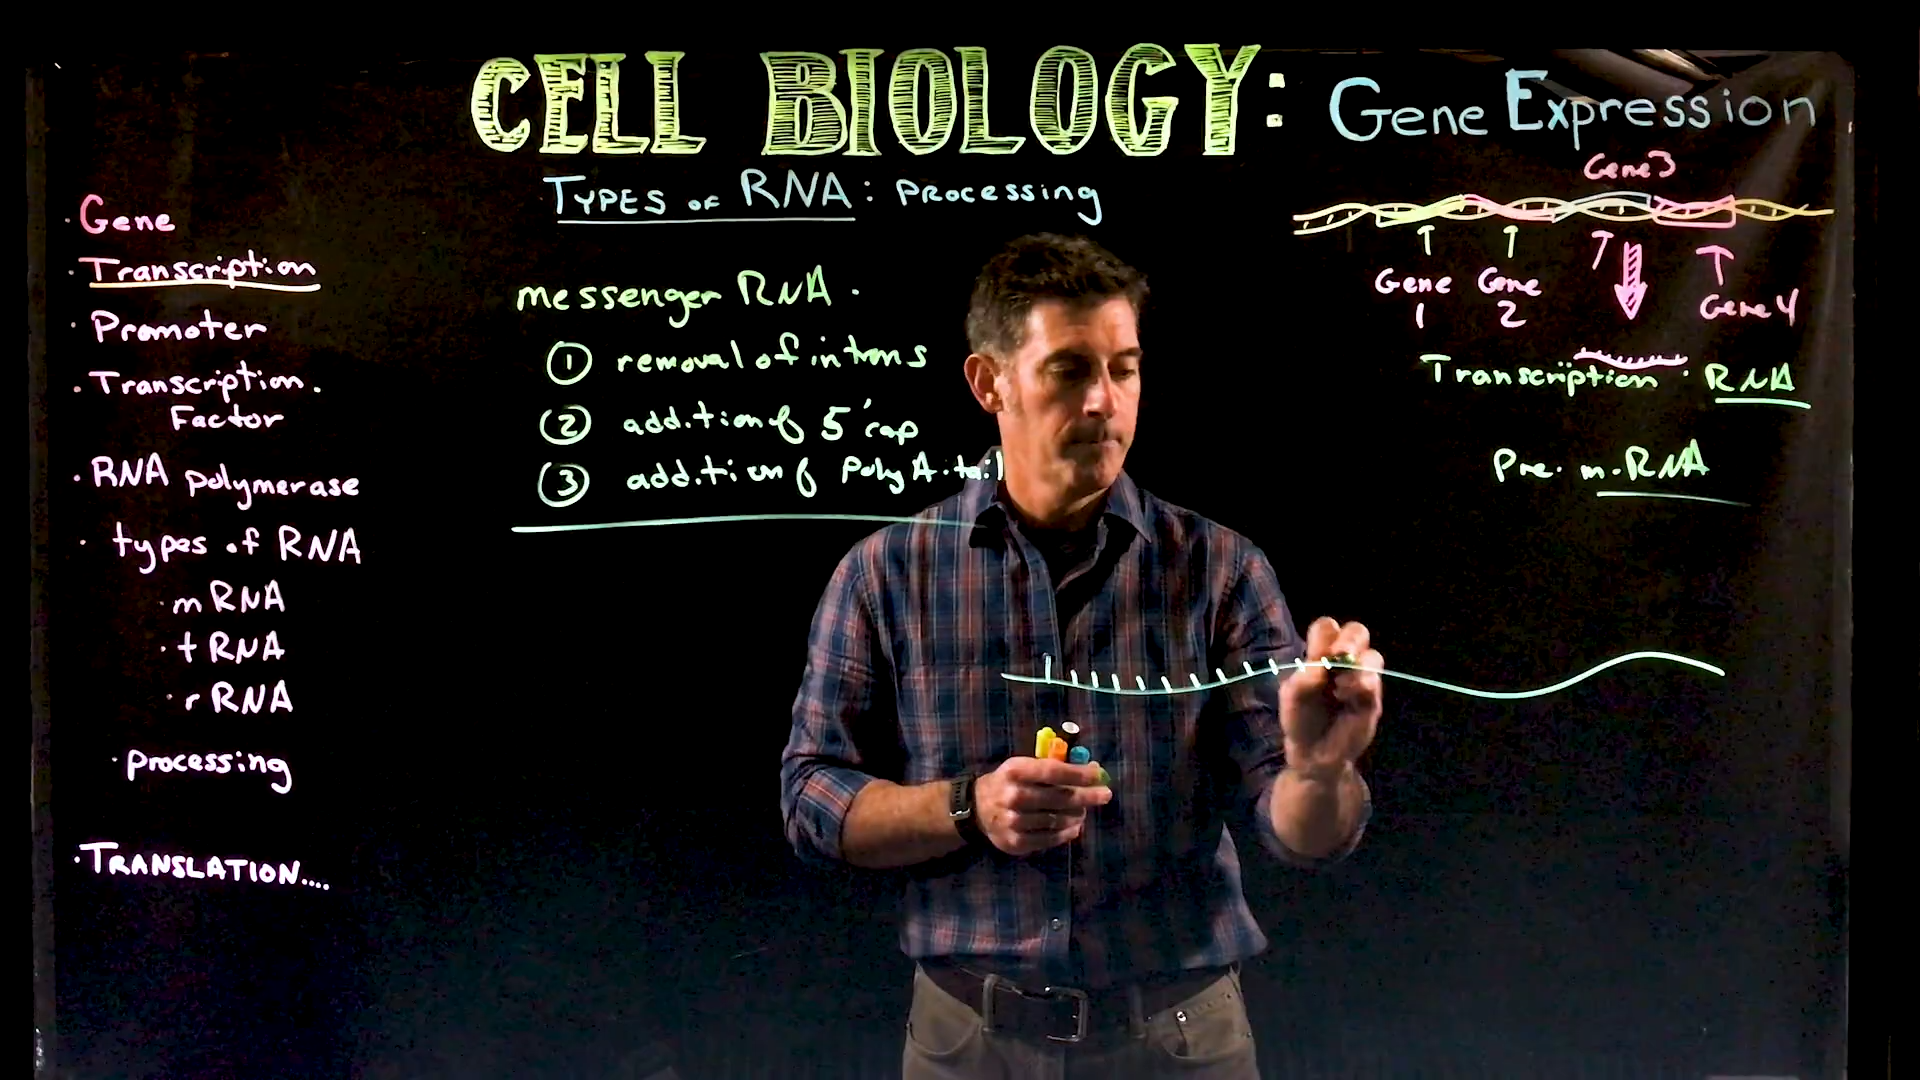 CELL BIOLOGY: Gene Expression
TYPES OF RNA: Processing
· Gene
· Transcription
· Promoter
· Transcription.
Factor
· RNA polymerase
· types of RNA
· mRNA
· tRNA
· rRNA
· processing
· TRANSLATION....
messenger RNA ·
① removal of introns
② addition of 5' cap
③ addition of Poly A-tail
Gene 3
Gene 1
Gene 2
Gene 4
Transcription · RNA
Pre-m-RNA